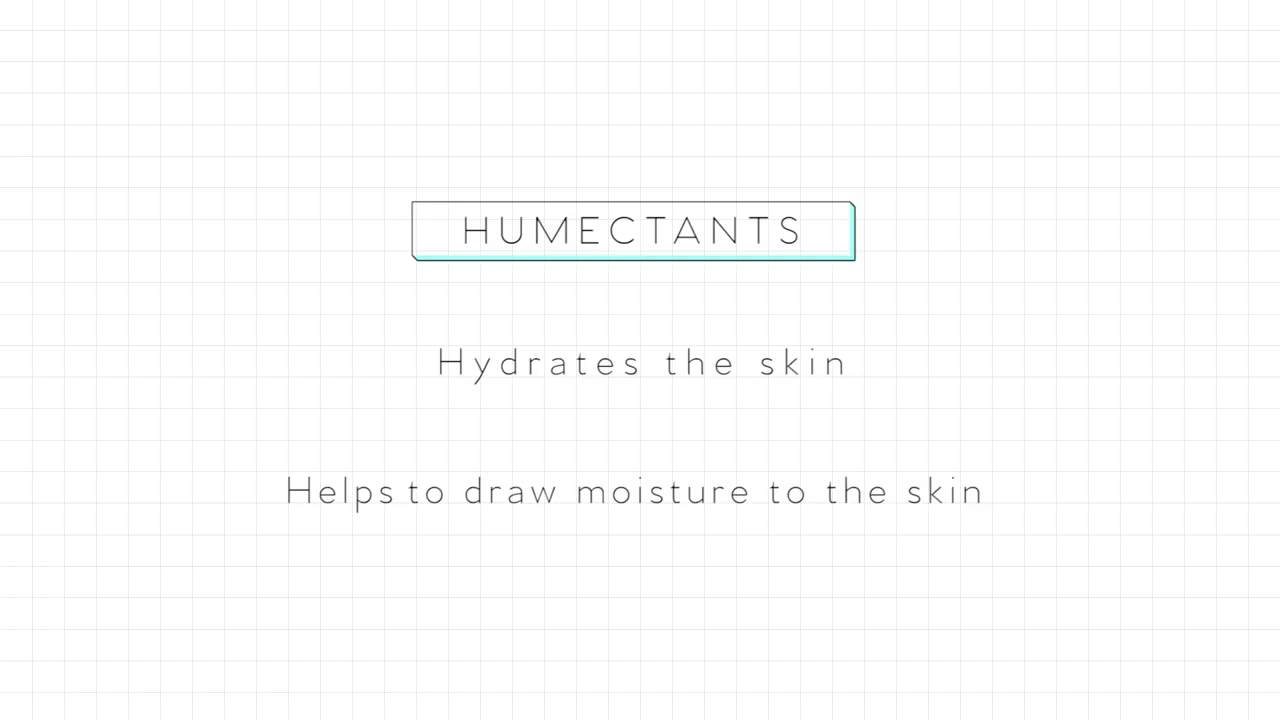 HUMECTANTS
Hydrates the skin
Helps to draw moisture to the skin